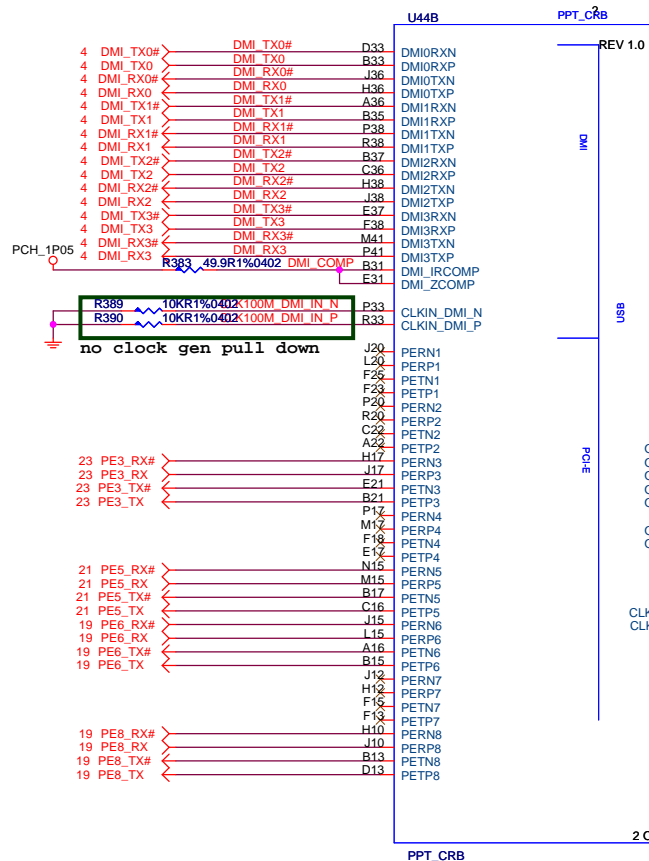 U44B
PPT_CRB
2
REV 1.0
4 DMI_TX0# DMI_TX0# D33 DMI0RXN
4 DMI_TX0 DMI_TX0 B33 DMI0RXP
4 DMI_RX0# DMI_RX0# J36 DMI0TXN
4 DMI_RX0 DMI_RX0 H36 DMI0TXP
4 DMI_TX1# DMI_TX1# A36 DMI1RXN
4 DMI_TX1 DMI_TX1 B35 DMI1RXP
4 DMI_RX1# DMI_RX1# P38 DMI1TXN
4 DMI_RX1 DMI_RX1 R38 DMI1TXP
4 DMI_TX2# DMI_TX2# B37 DMI2RXN
4 DMI_TX2 DMI_TX2 C36 DMI2RXP
4 DMI_RX2# DMI_RX2# H38 DMI2TXN
4 DMI_RX2 DMI_RX2 J38 DMI2TXP
4 DMI_TX3# DMI_TX3# E37 DMI3RXN
4 DMI_TX3 DMI_TX3 F38 DMI3RXP
4 DMI_RX3# DMI_RX3# M41 DMI3TXN
4 DMI_RX3 DMI_RX3 P41 DMI3TXP
PCH_1P05
R383 49.9R1%0402 DMI_COMP B31 DMI_IRCOMP
E31 DMI_ZCOMP
R389 10KR1%0402 K100M_DMI_IN_N P33 CLKIN_DMI_N
R390 10KR1%0402 K100M_DMI_IN_P R33 CLKIN_DMI_P
no clock gen pull down
DMI
USB
J20 PERN1
L20 PERP1
F25 PETN1
F23 PETP1
P20 PERN2
R20 PERP2
C22 PETN2
A22 PETP2
23 PE3_RX# H17 PERN3
23 PE3_RX J17 PERP3
23 PE3_TX# E21 PETN3
23 PE3_TX B21 PETP3
P17 PERN4
M17 PERP4
F18 PETN4
E17 PETP4
PCI-E
21 PE5_RX# N15 PERN5
21 PE5_RX M15 PERP5
21 PE5_TX# B17 PETN5
21 PE5_TX C16 PETP5
19 PE6_RX# J15 PERN6
19 PE6_RX L15 PERP6
19 PE6_TX# A16 PETN6
19 PE6_TX B15 PETP6
J12 PERN7
H12 PERP7
F15 PETN7
F13 PETP7
19 PE8_RX# H10 PERN8
19 PE8_RX J10 PERP8
19 PE8_TX# B13 PETN8
19 PE8_TX D13 PETP8
PPT_CRB